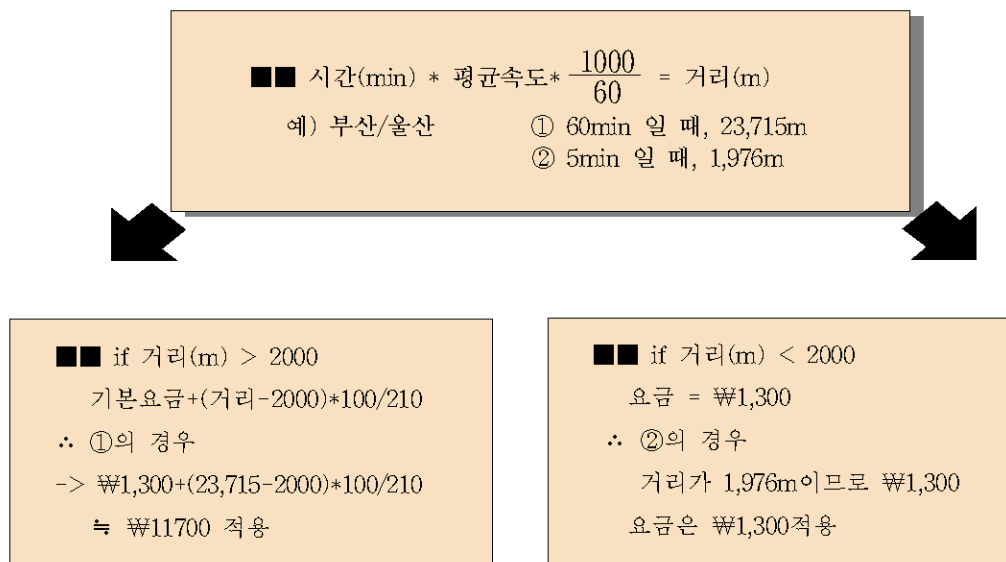 ■■ 시간(min) * 평균속도* 1000/60 = 거리(m)
예) 부산/울산 ① 60min 일 때, 23,715m
② 5min 일 때, 1,976m
■■ if 거리(m) > 2000
기본요금+(거리-2000)*100/210
∴ ①의 경우
-> ₩1,300+(23,715-2000)*100/210
≒ ₩11700 적용
■■ if 거리(m) < 2000
요금 = ₩1,300
∴ ②의 경우
거리가 1,976m이므로 ₩1,300
요금은 ₩1,300적용